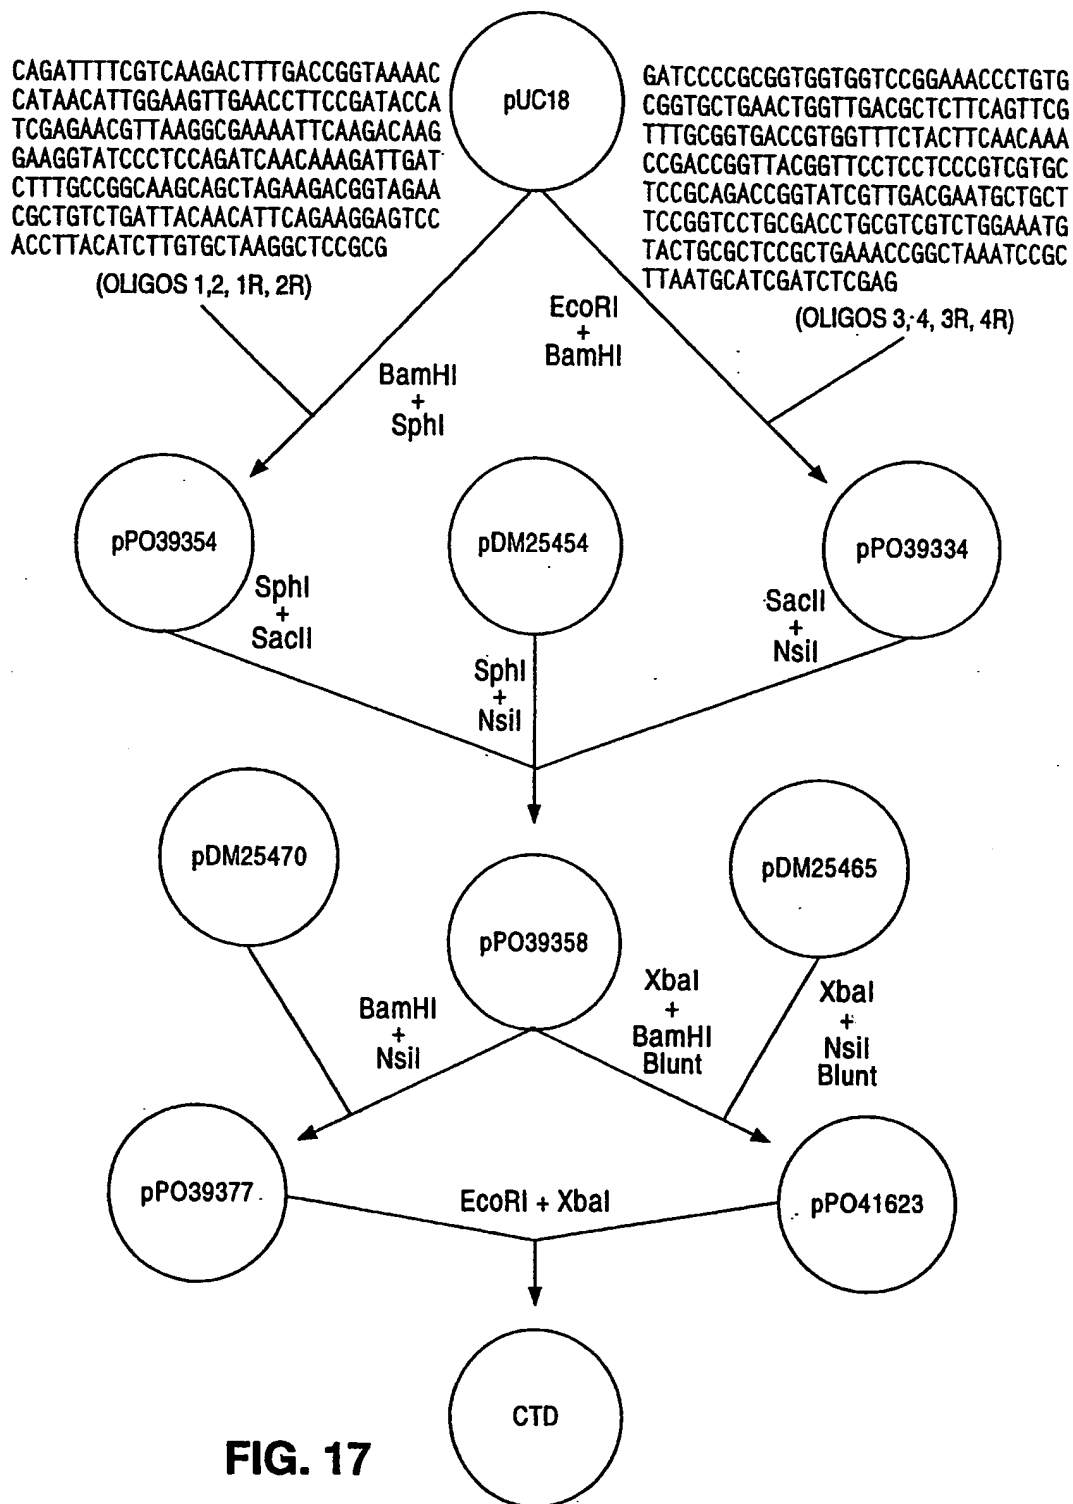 CAGATTTTCGTCAAGACTTTGACCGGTAAAAC
CATAACATTGGAAGTTGAACCTTCCGATACCA
TCGAGAACGTTAAGGCGAAAATTCAAGACAAG
GAAGGTATCCCTCCAGATCAACAAAGATTGAT
CTTTGCCGGCAAGCAGCTAGAAGACGGTAGAA
CGCTGTCTGATTACAACATTCAGAAGGAGTCC
ACCTTACATCTTGTGCTAAGGCTCCGCG
(OLIGOS 1,2, 1R, 2R)
pUC18
GATCCCCGCGGTGGTGGTCCGGAAACCCTGTG
CGGTGCTGAACTGGTTGACGCTCTTCAGTTCG
TTTGCGGTGACCGTGGTTTCTACTTCAACAAA
CCGACCGGTTACGGTTCCTCCTCCCGTCGTGC
TCCGCAGACCGGTATCGTTGACGAATGCTGCT
TCCGGTCCTGCGACCTGCGTCGTCTGGAAATG
TACTGCGCTCCGCTGAAACCGGCTAAATCCGC
TTAATGCATCGATCTCGAG
(OLIGOS 3, 4, 3R, 4R)
EcoRI
+
BamHI
BamHI
+
SphI
pPO39354
pDM25454
pPO39334
SphI
+
SacII
SphI
+
NsiI
SacII
+
NsiI
pDM25470
pPO39358
pDM25465
BamHI
+
NsiI
XbaI
+
BamHI
Blunt
XbaI
+
NsiI
Blunt
pPO39377
EcoRI + XbaI
pPO41623
CTD
FIG. 17